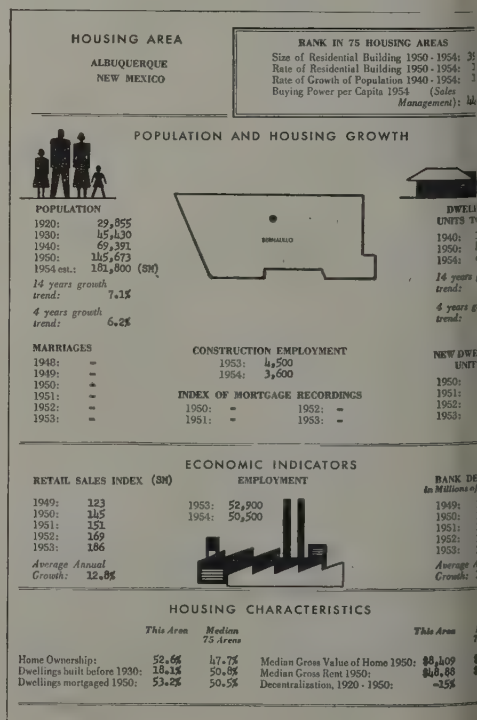 HOUSING AREA
ALBUQUERQUE
NEW MEXICO
RANK IN 75 HOUSING AREAS
Size of Residential Building 1950 - 1954:
Rate of Residential Building 1950 - 1954:
Rate of Growth of Population 1940 - 1954:
Buying Power per Capita 1954 (Sales
Management):
POPULATION AND HOUSING GROWTH
POPULATION
1920: 29,855
1930: 45,430
1940: 69,391
1950: 145,673
1954 est.: 181,800 (SM)
14 years growth
trend: 7.1%
4 years growth
trend: 6.2%
BERNALILLO
UNITS
1940:
1950:
1954:
14 years
trend:
4 years
trend:
MARRIAGES
1948: -
1949: -
1950: -
1951: -
1952: -
1953: -
CONSTRUCTION EMPLOYMENT
1953: 4,500
1954: 3,600
INDEX OF MORTGAGE RECORDINGS
1950: - 1952: -
1951: - 1953: -
NEW
UNIT
1950:
1951:
1952:
1953:
ECONOMIC INDICATORS
RETAIL SALES INDEX (SM)
1949: 123
1950: 145
1951: 151
1952: 169
1953: 186
Average Annual
Growth: 12.8%
EMPLOYMENT
1953: 52,900
1954: 50,500
BANK DE
In Millions of
1949:
1950:
1951:
1952:
1953:
Average
Growth:
HOUSING CHARACTERISTICS
This Area Median 75 Areas
Home Ownership: 52.6% 47.7%
Dwellings built before 1930: 18.1% 50.8%
Dwellings mortgaged 1950: 53.2% 50.5%
This Area
Median Gross Value of Home 1950: $8,409
Median Gross Rent 1950: $48.88
Decentralization, 1920 - 1950: -15%